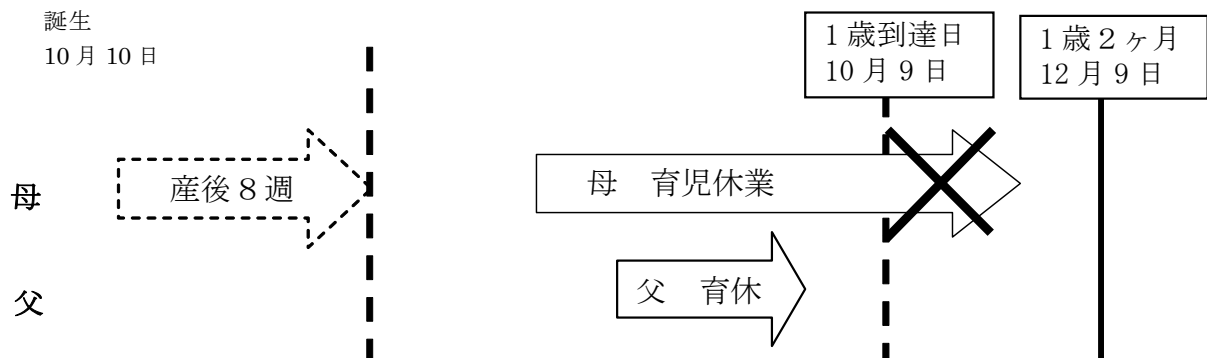 誕生
10月10日
1歳到達日
10月9日
1歳2ヶ月
12月9日
母
産後8週
母 育児休業
父
父 育休